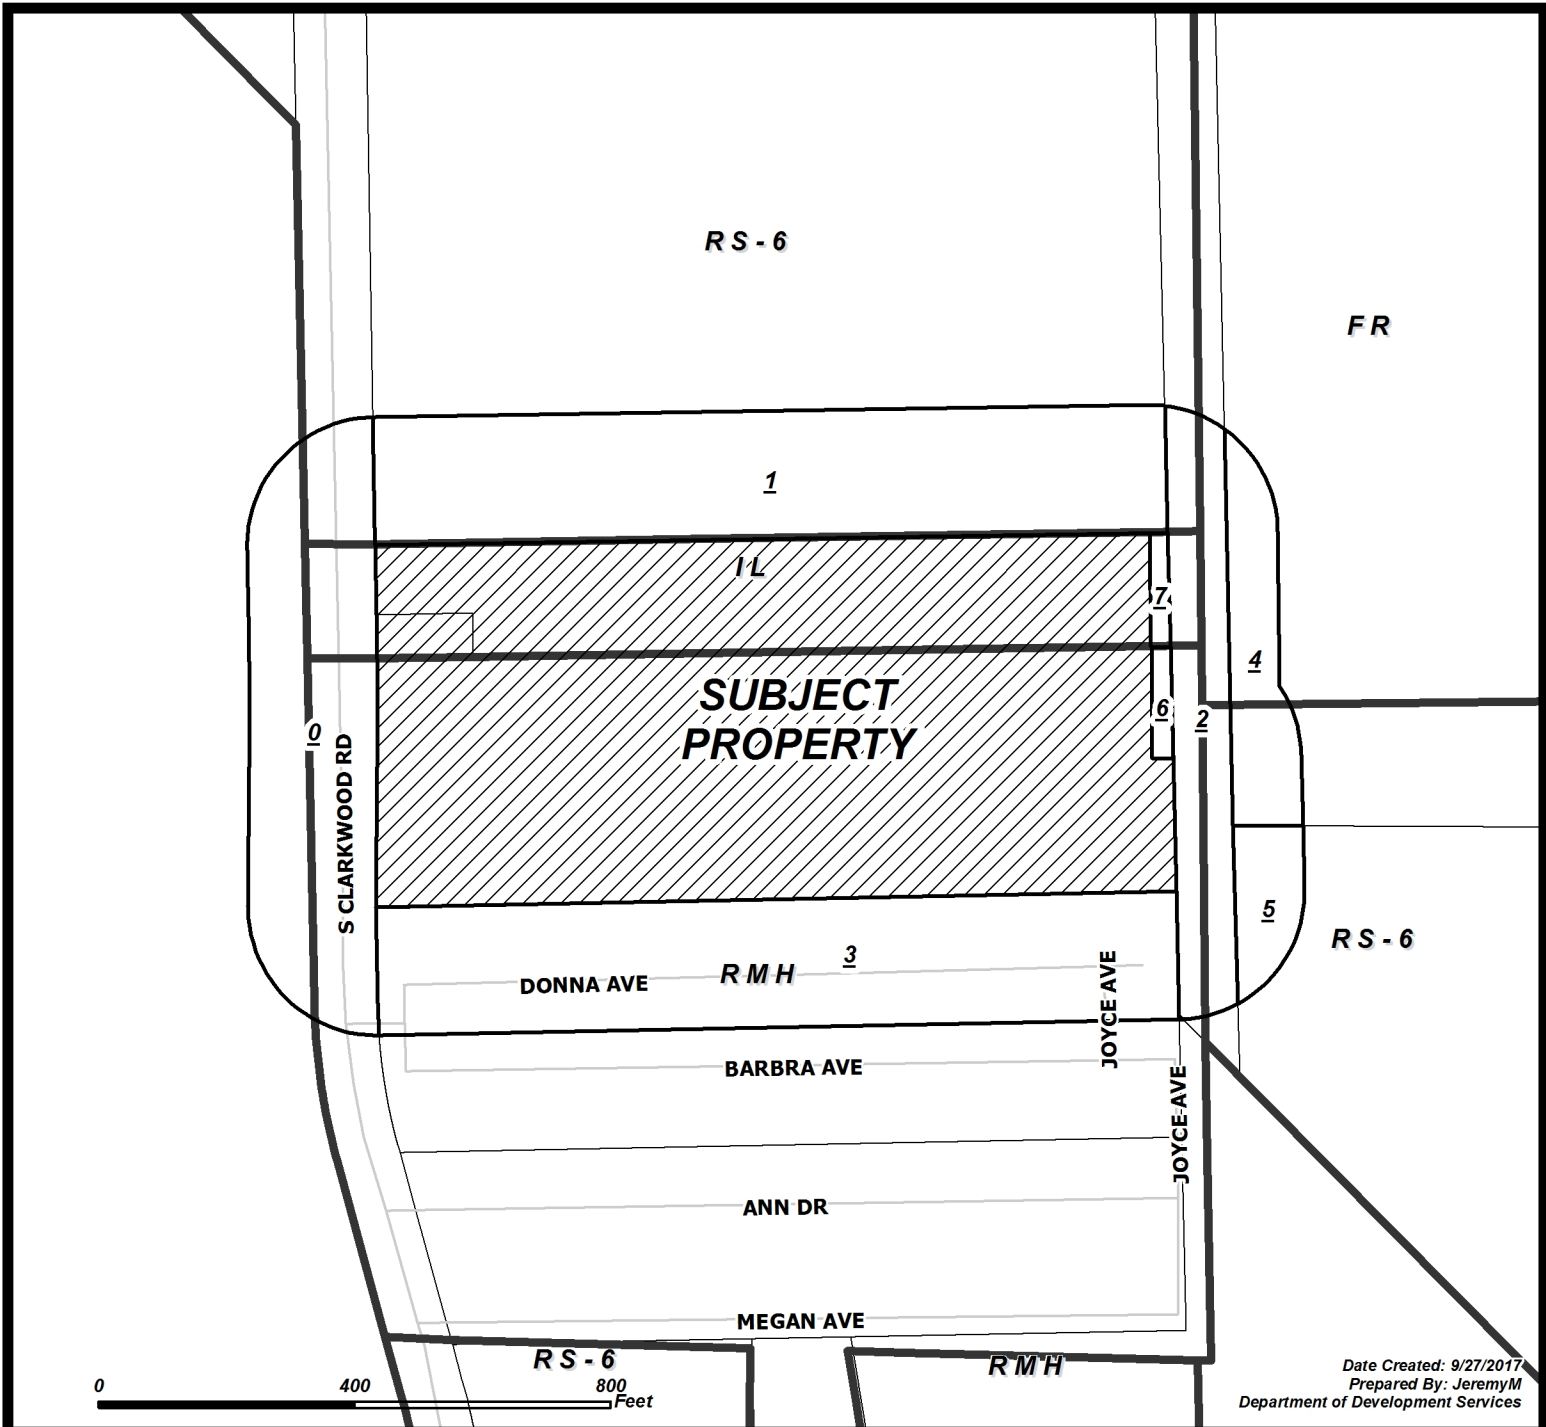 RS-6
FR
1
IL
7
4
SUBJECT
PROPERTY
6
2
0
S CLARKWOOD RD
5
RS-6
3
RMH
DONNA AVE
JOYCE AVE
BARBRA AVE
JOYCE AVE
ANN DR
MEGAN AVE
RS-6
RMH
0 400 800
Feet
Date Created: 9/27/2017
Prepared By: JeremyM
Department of Development Services